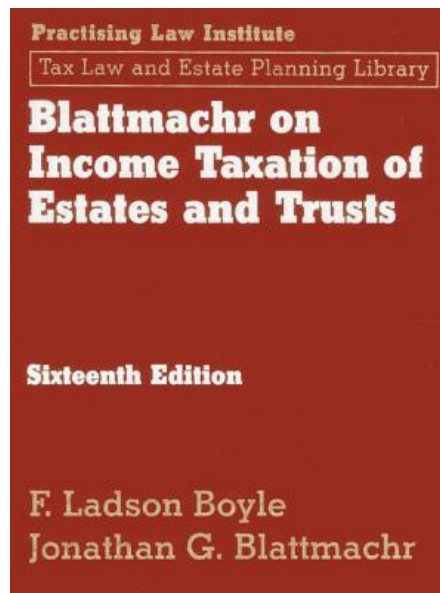 Practising Law Institute
Tax Law and Estate Planning Library
Blattmachr on
Income Taxation of
Estates and Trusts
Sixteenth Edition
F. Ladson Boyle
Jonathan G. Blattmachr